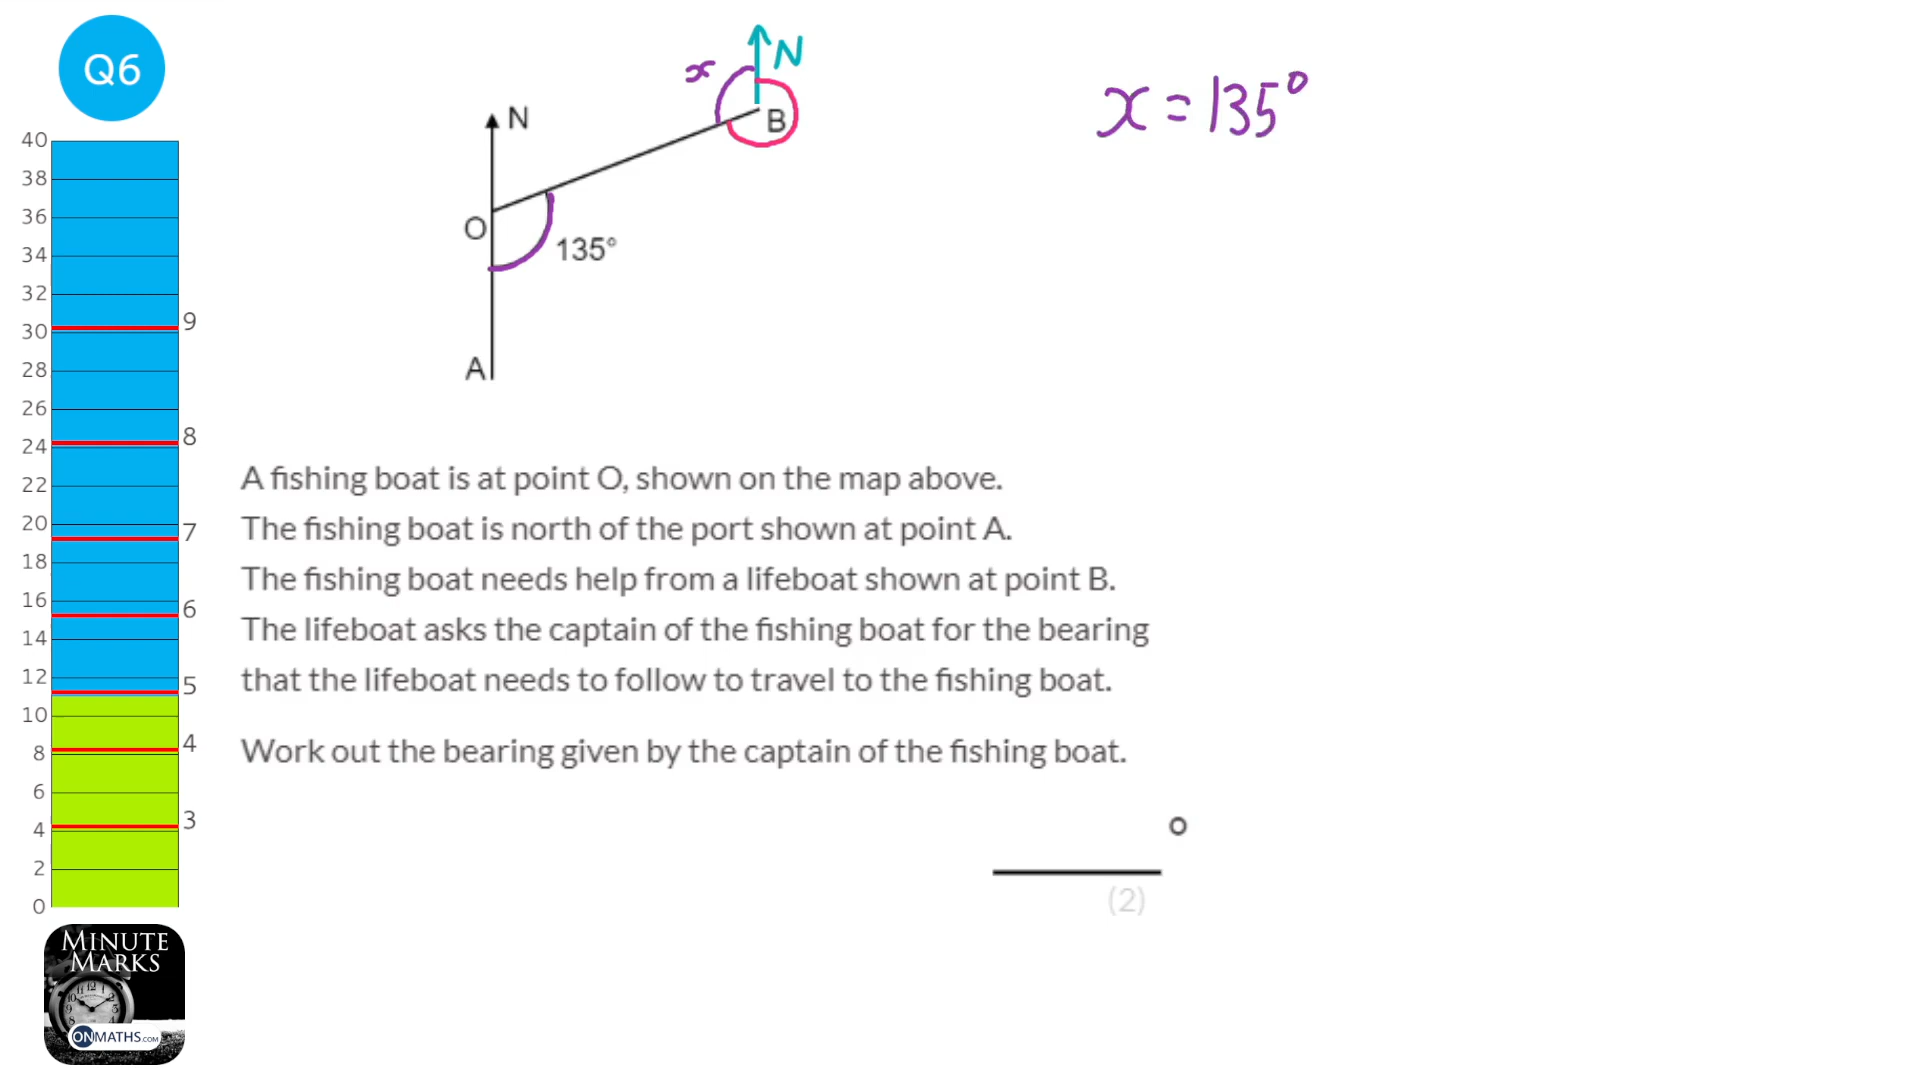 Q6
N
x
N
B
x = 135°
O
135°
A
40
38
36
34
32
30
28
26
24
22
20
18
16
14
12
10
8
6
4
2
0
9
8
7
6
5
4
3
A fishing boat is at point O, shown on the map above.
The fishing boat is north of the port shown at point A.
The fishing boat needs help from a lifeboat shown at point B.
The lifeboat asks the captain of the fishing boat for the bearing
that the lifeboat needs to follow to travel to the fishing boat.
Work out the bearing given by the captain of the fishing boat.
°
(2)
MINUTE
MARKS
ONMATHS.COM